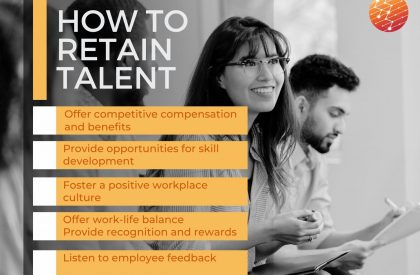 HOW TO
RETAIN
TALENT
Offer competitive compensation
and benefits
Provide opportunities for skill
development
Foster a positive workplace
culture
Offer work-life balance
Provide recognition and rewards
Listen to employee feedback